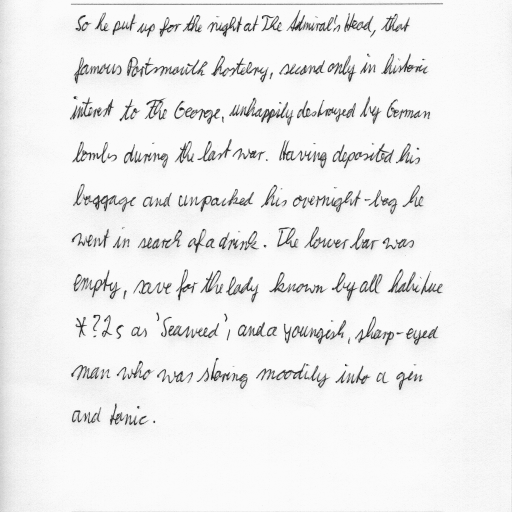 So he put up for the night at The Admiral's Head, that
famous Portsmouth hostelry, second only in historic
interest to The George, unhappily destroyed by German
bombs during the last war. Having deposited his
baggage and unpacked his overnight-bag he
went in search of a drink. The lower bar was
empty, save for the lady known by all habitue
*?2s as 'Seaweed', and a youngish, sharp-eyed
man who was staring moodily into a gin
and tonic.